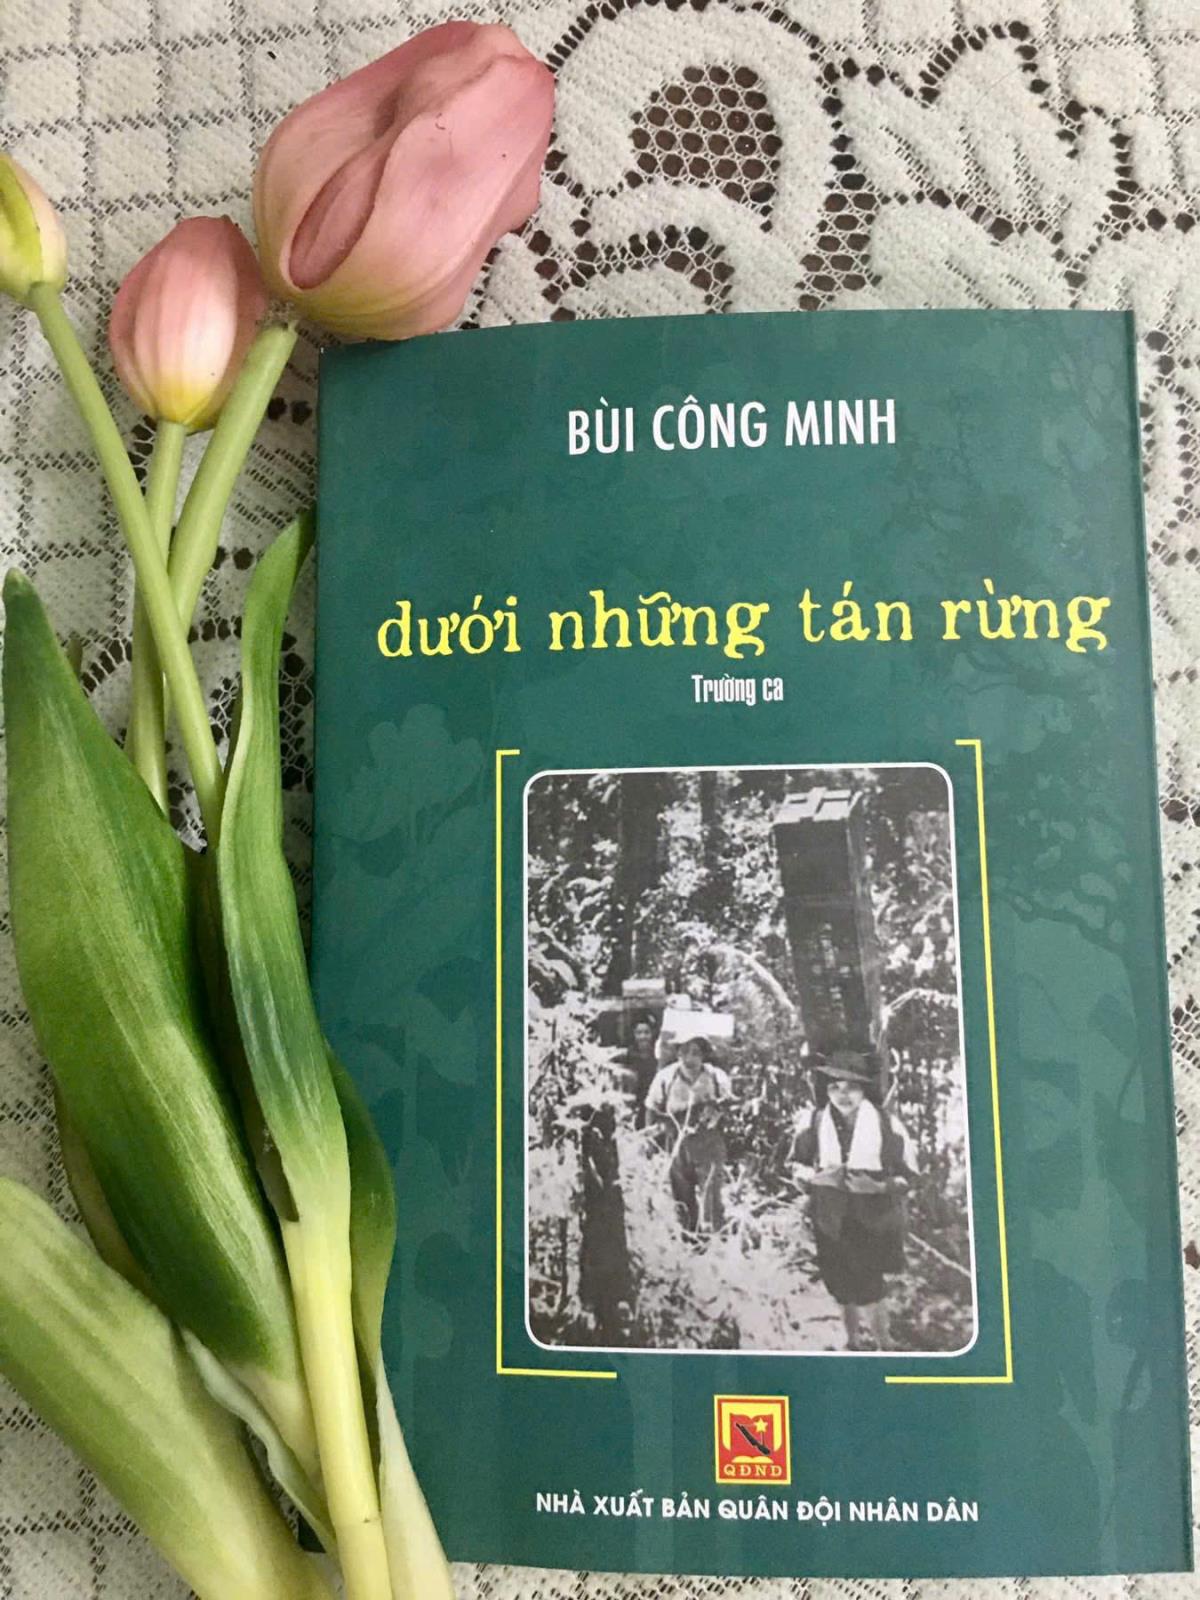 BÙI CÔNG MINH
dưới những tán rừng
Trường ca
QĐND
NHÀ XUẤT BẢN QUÂN ĐỘI NHÂN DÂN